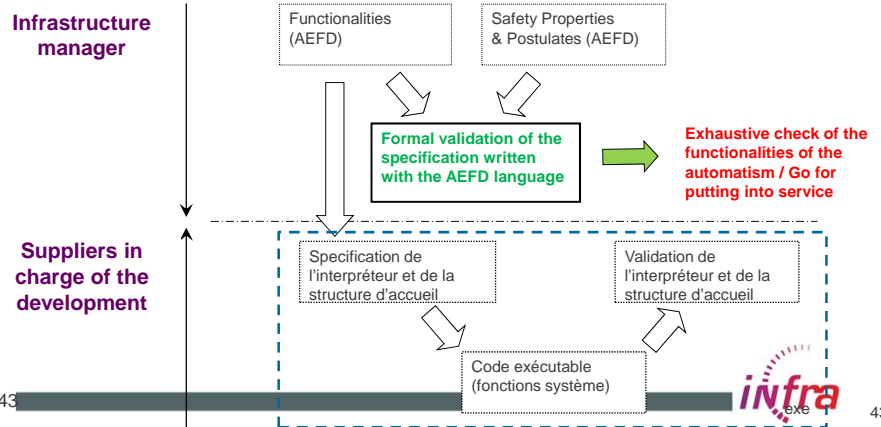 Infrastructure
manager
Functionalities
(AEFD)
Safety Properties
& Postulates (AEFD)
Formal validation of the
specification written
with the AEFD language
Exhaustive check of the
functionalities of the
automatism / Go for
putting into service
Suppliers in
charge of the
development
Specification de
l'interpréteur et de la
structure d'accueil
Validation de
l'interpréteur et de la
structure d'accueil
Code exécutable
(fonctions système)
43
infra
exe
43